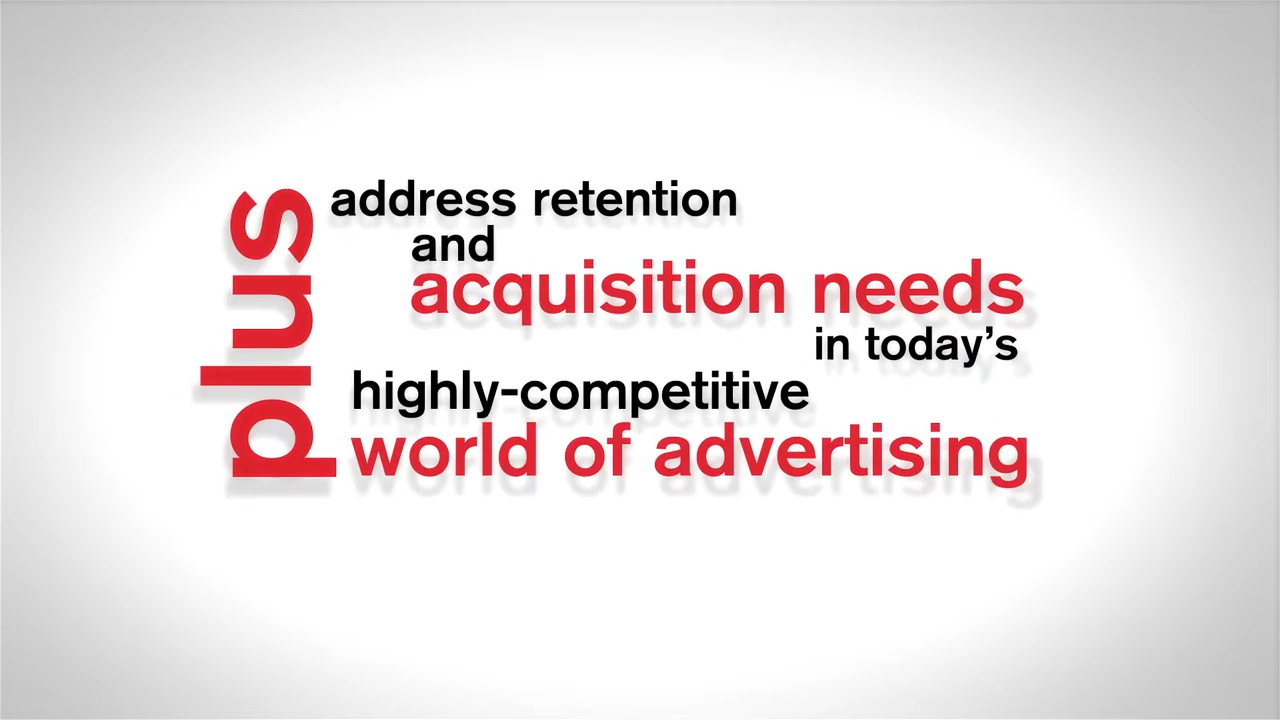 plus
address retention
and
acquisition needs
in today’s
highly-competitive
world of advertising